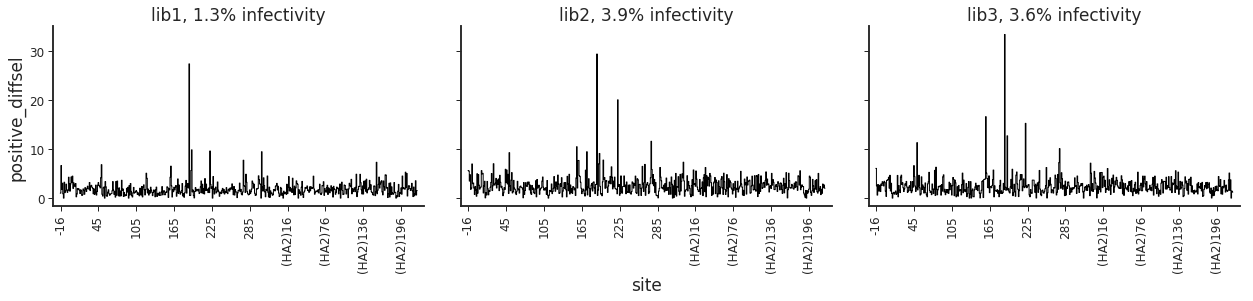 lib1, 1.3% infectivity
lib2, 3.9% infectivity
lib3, 3.6% infectivity
positive_diffsel
30
20
10
0
-16 45 105 165 225 285 (HA2)16 (HA2)76 (HA2)136 (HA2)196
-16 45 105 165 225 285 (HA2)16 (HA2)76 (HA2)136 (HA2)196
-16 45 105 165 225 285 (HA2)16 (HA2)76 (HA2)136 (HA2)196
site